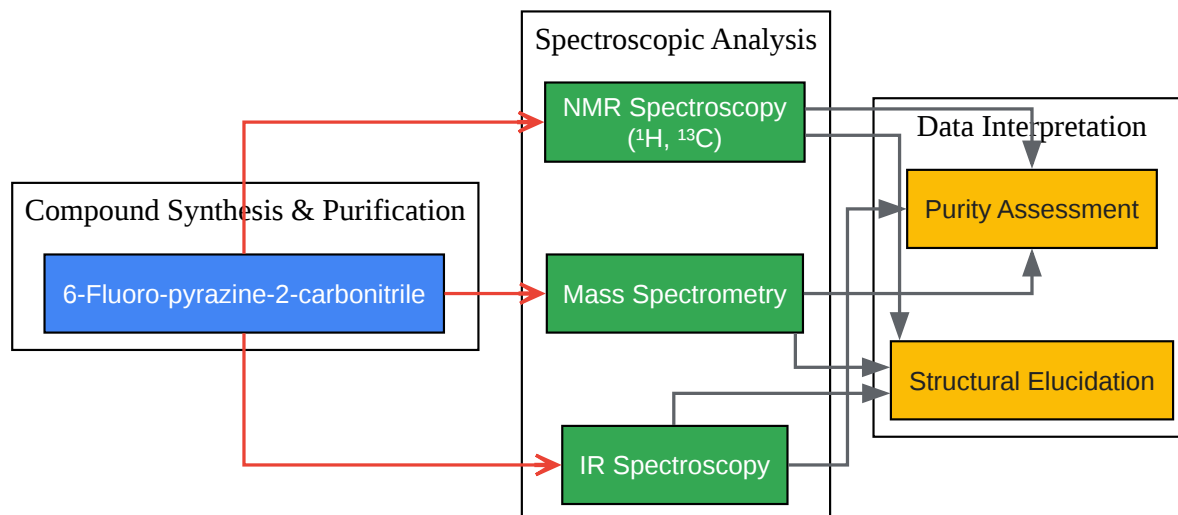 Compound Synthesis & Purification
6-Fluoro-pyrazine-2-carbonitrile
Spectroscopic Analysis
NMR Spectroscopy
(¹H, ¹³C)
Mass Spectrometry
IR Spectroscopy
Data Interpretation
Purity Assessment
Structural Elucidation